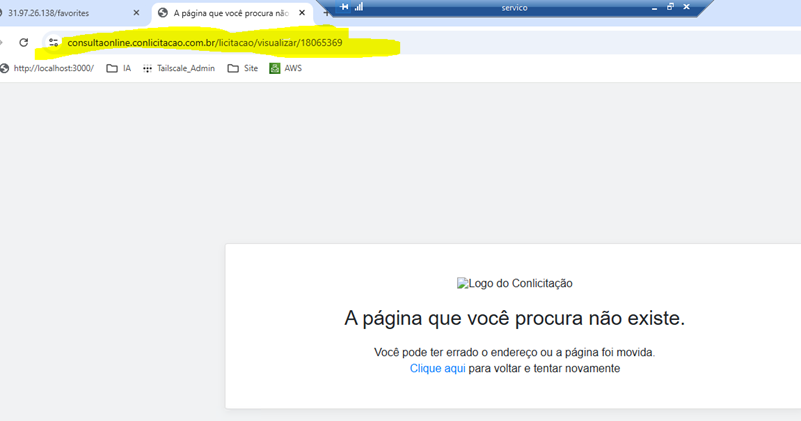 31.97.26.138/favorites
A página que você procura não
servico
consultaonline.conlicitacao.com.br/licitacao/visualizar/18065369
http://localhost:3000/ IA Tailscale_Admin Site AWS
Logo do Conlicitação
A página que você procura não existe.
Você pode ter errado o endereço ou a página foi movida.
Clique aqui para voltar e tentar novamente